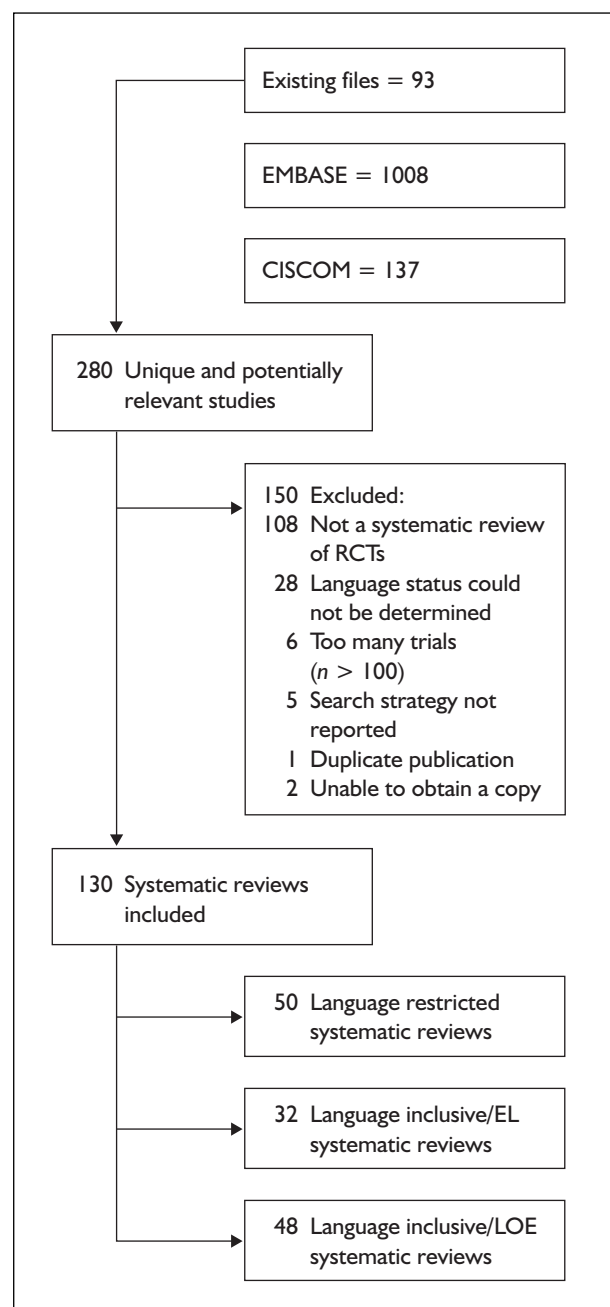 Existing files = 93
EMBASE = 1008
CISCOM = 137
280 Unique and potentially
relevant studies
150 Excluded:
108 Not a systematic review
of RCTs
28 Language status could
not be determined
6 Too many trials
(n > 100)
5 Search strategy not
reported
1 Duplicate publication
2 Unable to obtain a copy
130 Systematic reviews
included
50 Language restricted
systematic reviews
32 Language inclusive/EL
systematic reviews
48 Language inclusive/LOE
systematic reviews